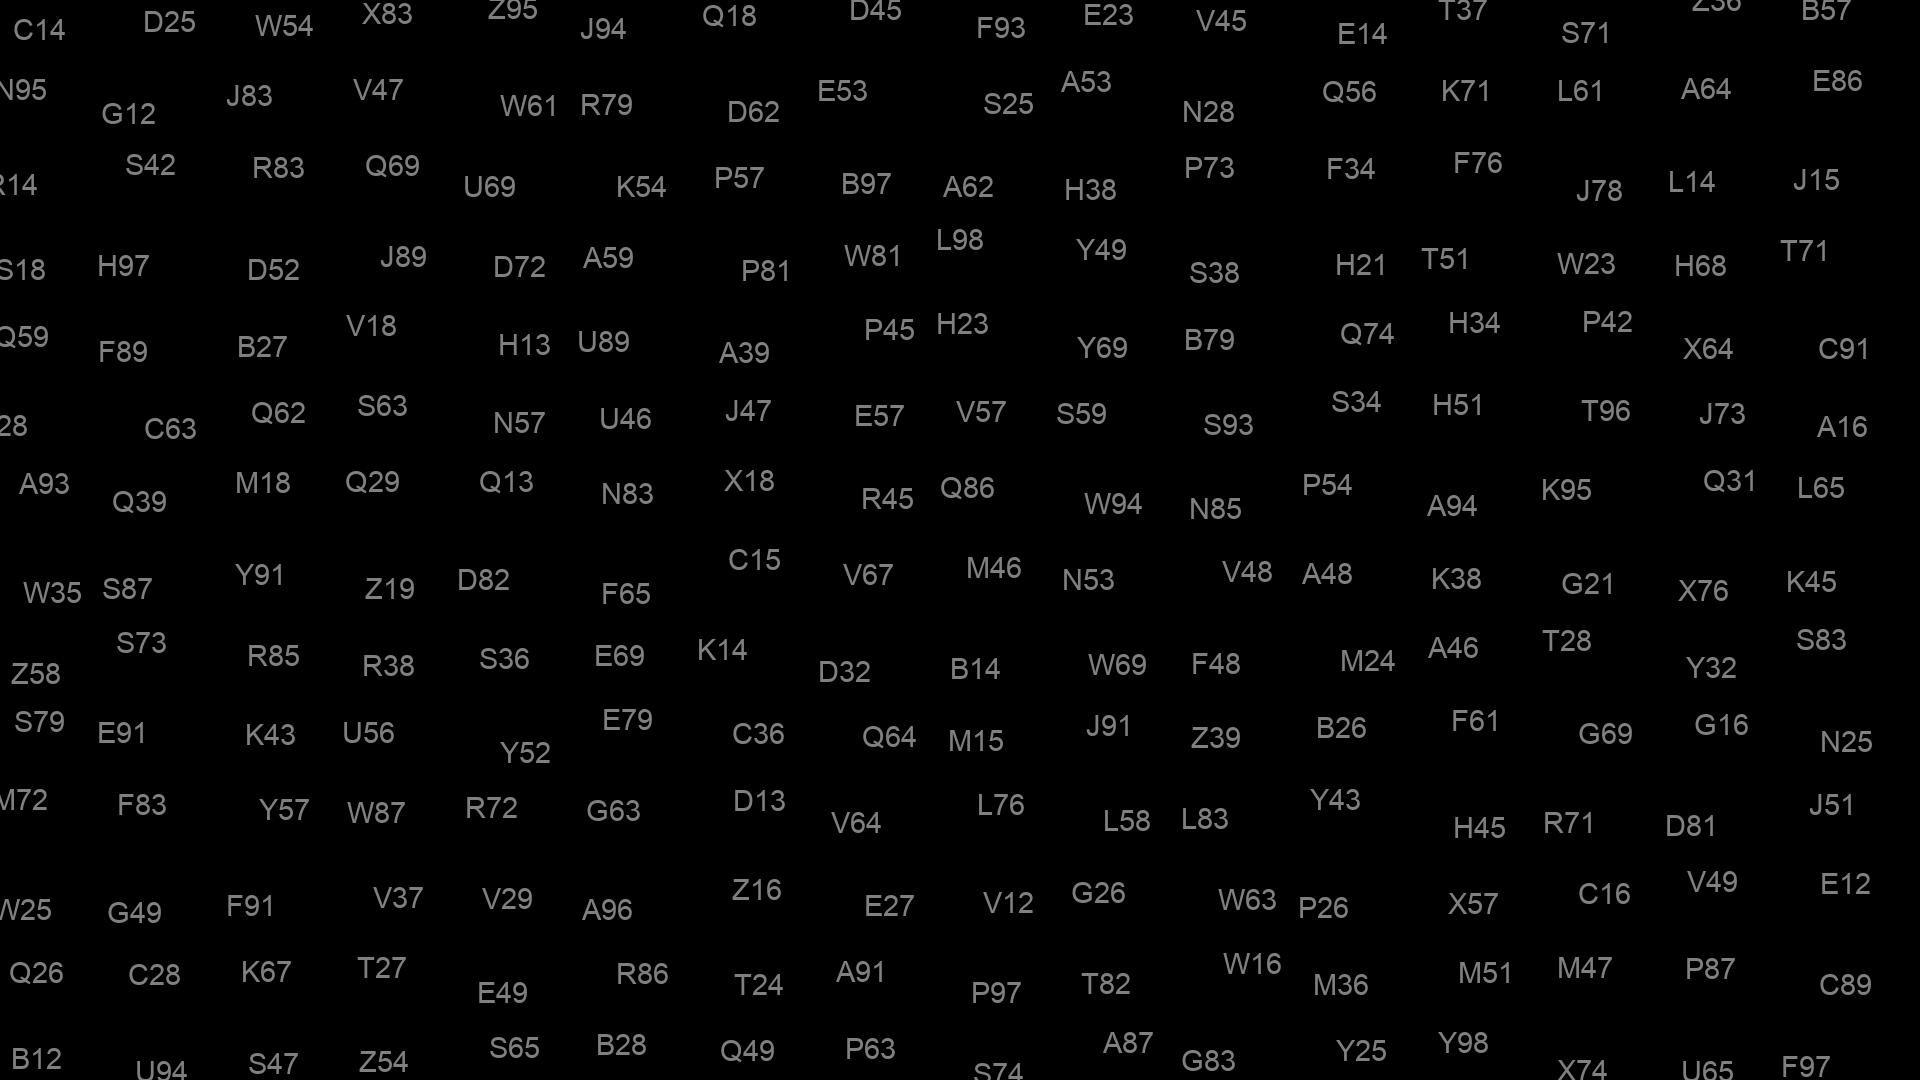 C14 D25 W54 X83 Z95 J94 Q18 D45 F93 E23 V45 E14 T37 S71 Z36 B57
N95 G12 J83 V47 W61 R79 D62 E53 S25 A53 N28 Q56 K71 L61 A64 E86
R14 S42 R83 Q69 U69 K54 P57 B97 A62 H38 P73 F34 F76 J78 L14 J15
S18 H97 D52 J89 D72 A59 P81 W81 L98 Y49 S38 H21 T51 W23 H68 T71
Q59 F89 B27 V18 H13 U89 A39 P45 H23 Y69 B79 Q74 H34 P42 X64 C91
28 C63 Q62 S63 N57 U46 J47 E57 V57 S59 S93 S34 H51 T96 J73 A16
A93 Q39 M18 Q29 Q13 N83 X18 R45 Q86 W94 N85 P54 A94 K95 Q31 L65
W35 S87 Y91 Z19 D82 F65 C15 V67 M46 N53 V48 A48 K38 G21 X76 K45
Z58 S73 R85 R38 S36 E69 K14 D32 B14 W69 F48 M24 A46 T28 Y32 S83
S79 E91 K43 U56 Y52 E79 C36 Q64 M15 J91 Z39 B26 F61 G69 G16 N25
M72 F83 Y57 W87 R72 G63 D13 V64 L76 L58 L83 Y43 H45 R71 D81 J51
W25 G49 F91 V37 V29 A96 Z16 E27 V12 G26 W63 P26 X57 C16 V49 E12
Q26 C28 K67 T27 E49 R86 T24 A91 P97 T82 W16 M36 M51 M47 P87 C89
B12 U94 S47 Z54 S65 B28 Q49 P63 S74 A87 G83 Y25 Y98 X74 U65 F97